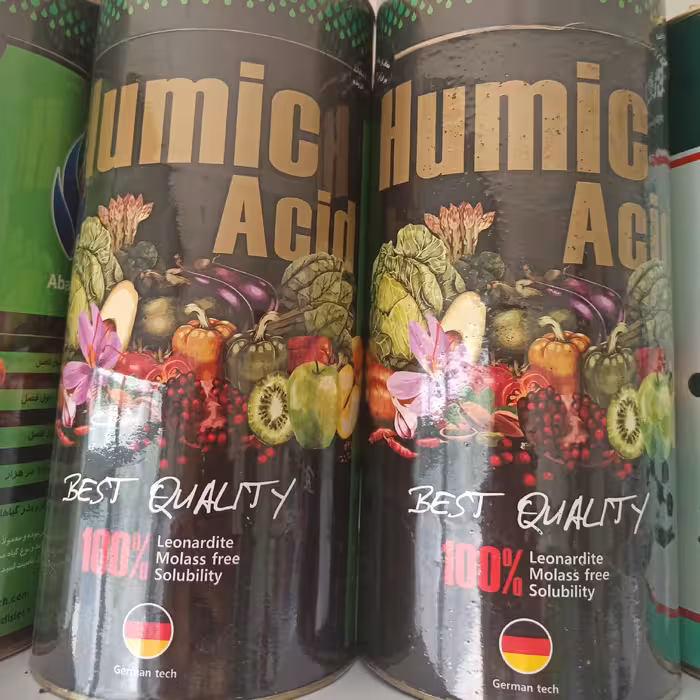 Humic
Acid
BEST QUALITY
100%
Leonardite
Molass free
Solubility
German tech
Humic
Acid
BEST QUALITY
100%
Leonardite
Molass free
Solubility
German tech